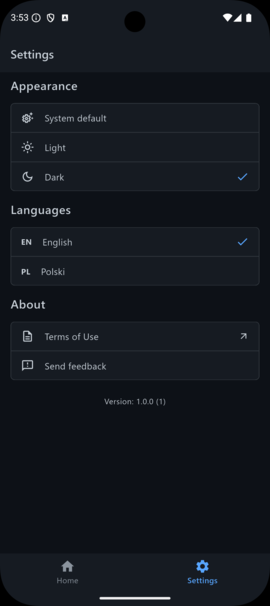 3:53
Settings
Appearance
System default
Light
Dark
Languages
EN English
PL Polski
About
Terms of Use
Send feedback
Version: 1.0.0 (1)
Home
Settings